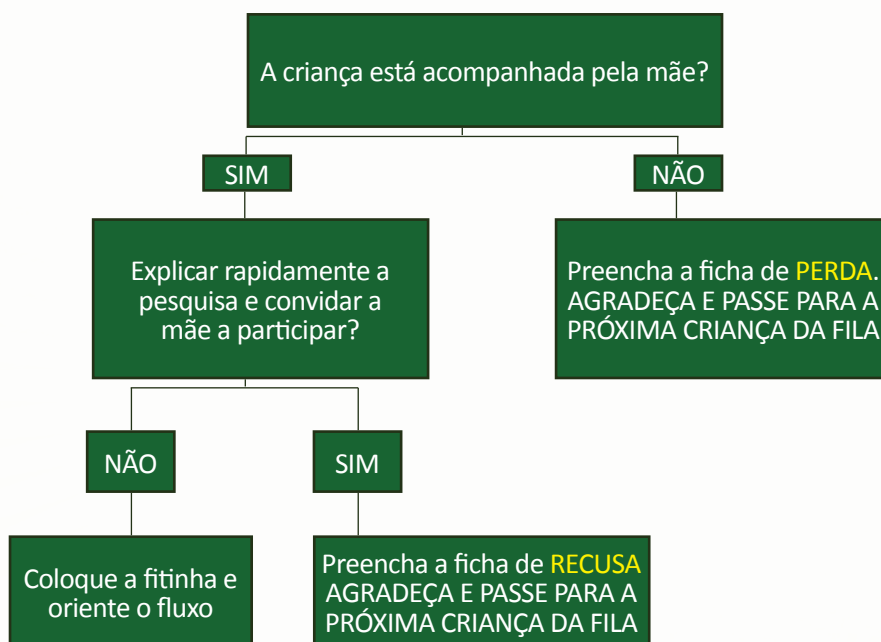 A criança está acompanhada pela mãe?
SIM
NÃO
Explicar rapidamente a
pesquisa e convidar a
mãe a participar?
Preencha a ficha de PERDA.
AGRADEÇA E PASSE PARA A
PRÓXIMA CRIANÇA DA FILA
NÃO
SIM
Coloque a fitinha e
oriente o fluxo
Preencha a ficha de RECUSA
AGRADEÇA E PASSE PARA A
PRÓXIMA CRIANÇA DA FILA